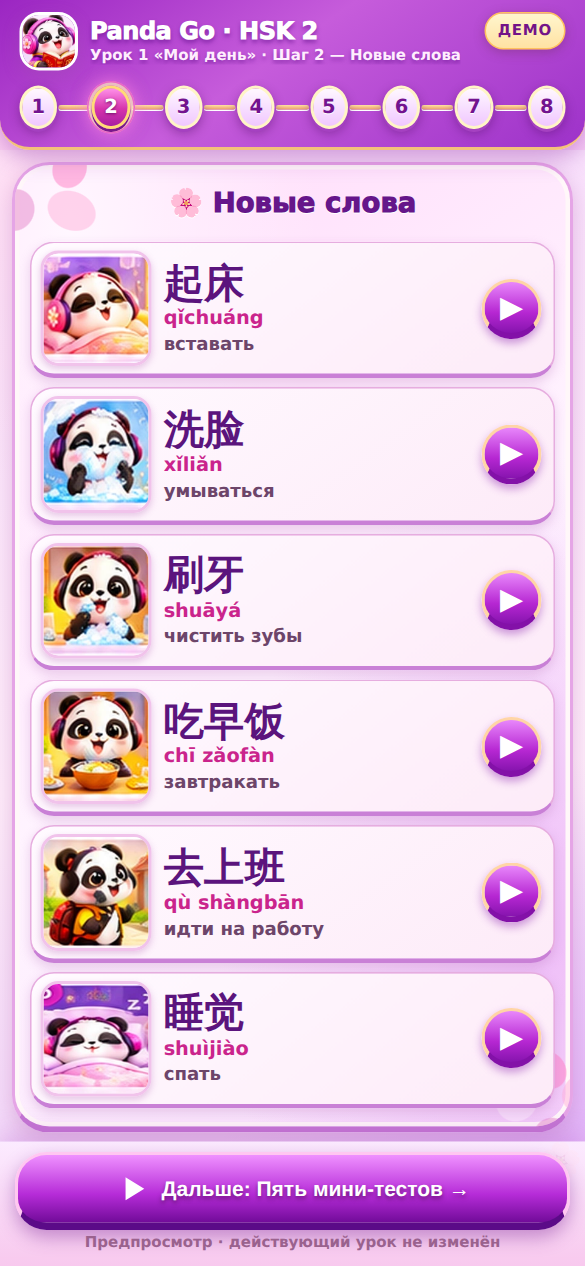 Panda Go · HSK 2
Урок 1 «Мой день» · Шаг 2 — Новые слова
ДЕМО
1 2 3 4 5 6 7 8
🌸 Новые слова
起床
qǐchuáng
вставать
洗脸
xǐliǎn
умываться
刷牙
shuāyá
чистить зубы
吃早饭
chī zǎofàn
завтракать
去上班
qù shàngbān
идти на работу
睡觉
shuìjiào
спать
▶ Дальше: Пять мини-тестов →
Предпросмотр · действующий урок не изменён